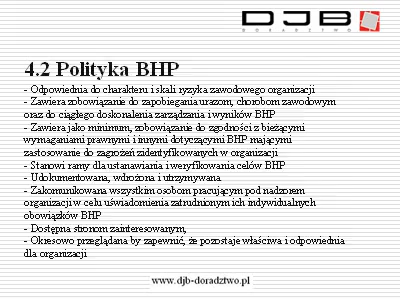 DJB
DORADZTWO
4.2 Polityka BHP
- Odpowiednia do charakteru i skali ryzyka zawodowego organizacji
- Zawiera zobowiązanie do zapobiegania urazom, chorobom zawodowym
oraz do ciągłego doskonalenia zarządzania i wyników BHP
- Zawiera jako minimum, zobowiązanie do zgodności z bieżącymi
wymaganiami prawnymi i innymi dotyczącymi BHP mającymi
zastosowanie do zagrożeń zidentyfikowanych w organizacji
- Stanowi ramy dla ustanawiania i weryfikowania celów BHP
- Udokumentowana, wdrożona i utrzymywana
- Zakomunikowana wszystkim osobom pracującym pod nadzorem
organizacji w celu uświadomienia zatrudnionym ich indywidualnych
obowiązków BHP
- Dostępna stronom zainteresowanym,
- Okresowo przeglądana by zapewnić, że pozostaje właściwa i odpowiednia
dla organizacji
www.djb-doradztwo.pl